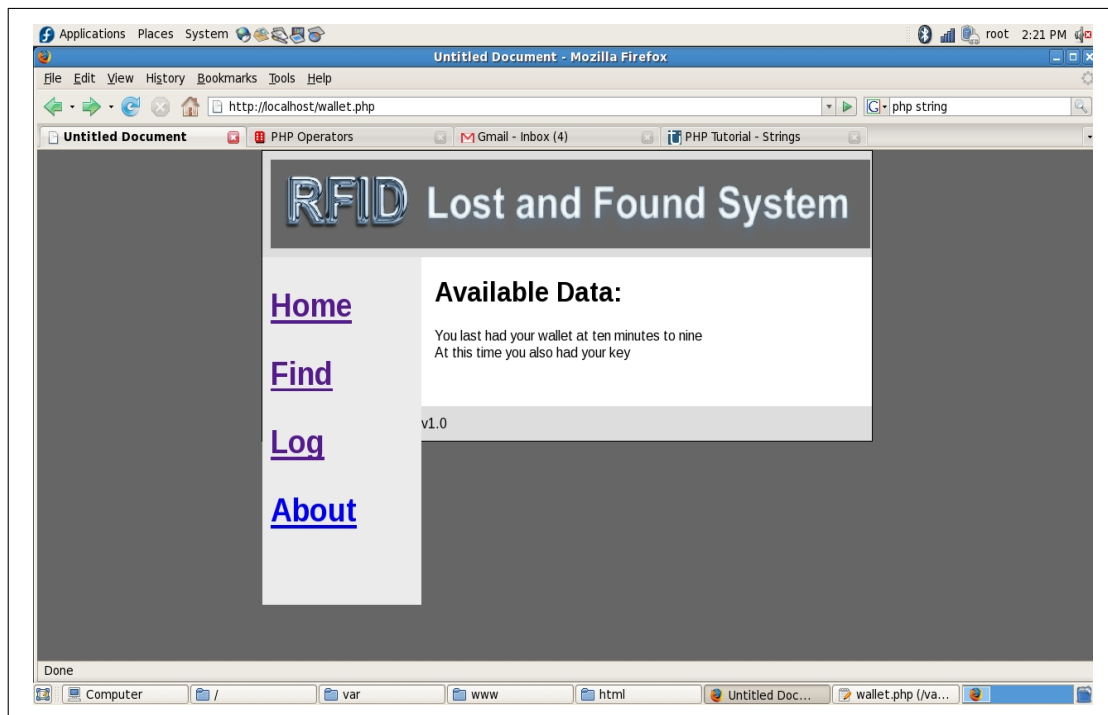 Applications Places System root 2:21 PM
Untitled Document - Mozilla Firefox
File Edit View History Bookmarks Tools Help
http://localhost/wallet.php G php string
Untitled Document PHP Operators Gmail - Inbox (4) PHP Tutorial - Strings
RFID Lost and Found System
Home
Find
Log
About
Available Data:
You last had your wallet at ten minutes to nine
At this time you also had your key
v1.0
Done
Computer / var www html Untitled Doc... wallet.php (/va...